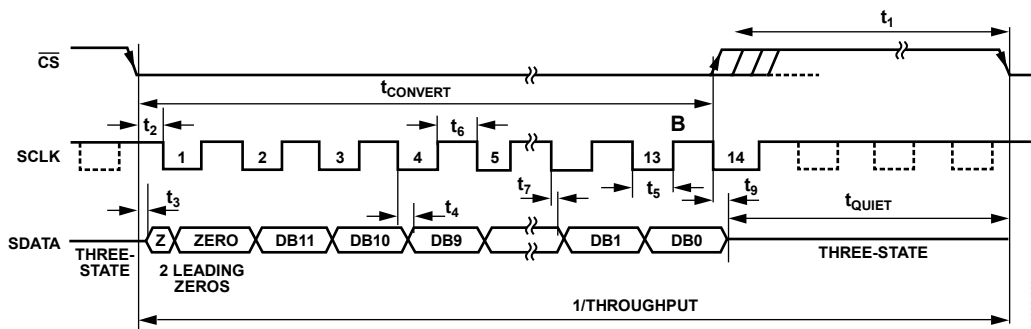 t1
CS
tCONVERT
t2
t6
B
SCLK
1 2 3 4 5 13 14
t3
t4
t7
t5
t9
tQUIET
SDATA
Z ZERO DB11 DB10 DB9 DB1 DB0
THREE-
STATE
2 LEADING
ZEROS
THREE-STATE
1/THROUGHPUT